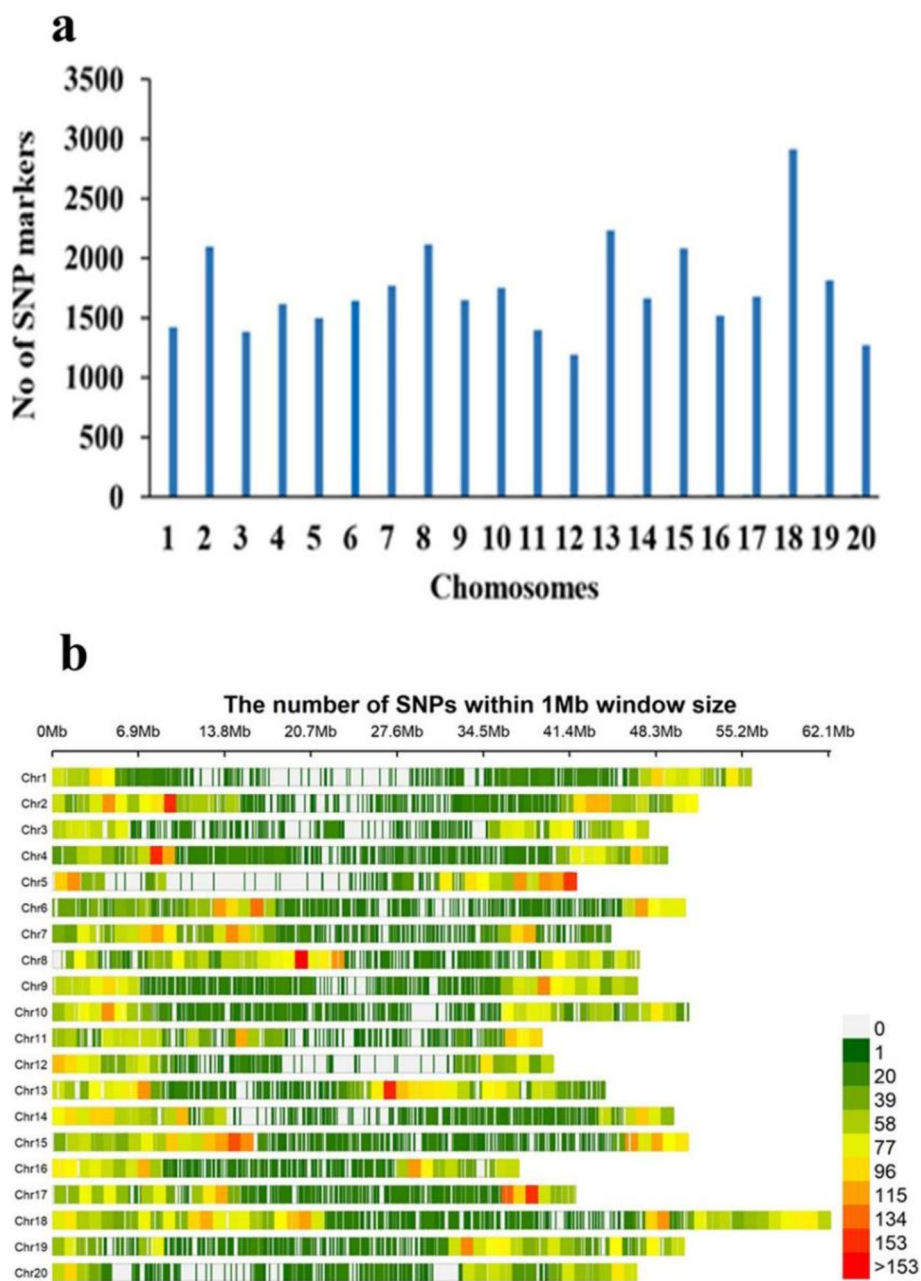 a
3500
3000
2500
2000
1500
1000
500
0
No of SNP markers
1 2 3 4 5 6 7 8 9 10 11 12 13 14 15 16 17 18 19 20
Chomosomes
b
The number of SNPs within 1Mb window size
0Mb 6.9Mb 13.8Mb 20.7Mb 27.6Mb 34.5Mb 41.4Mb 48.3Mb 55.2Mb 62.1Mb
Chr1
Chr2
Chr3
Chr4
Chr5
Chr6
Chr7
Chr8
Chr9
Chr10
Chr11
Chr12
Chr13
Chr14
Chr15
Chr16
Chr17
Chr18
Chr19
Chr20
0
1
20
39
58
77
96
115
134
153
>153